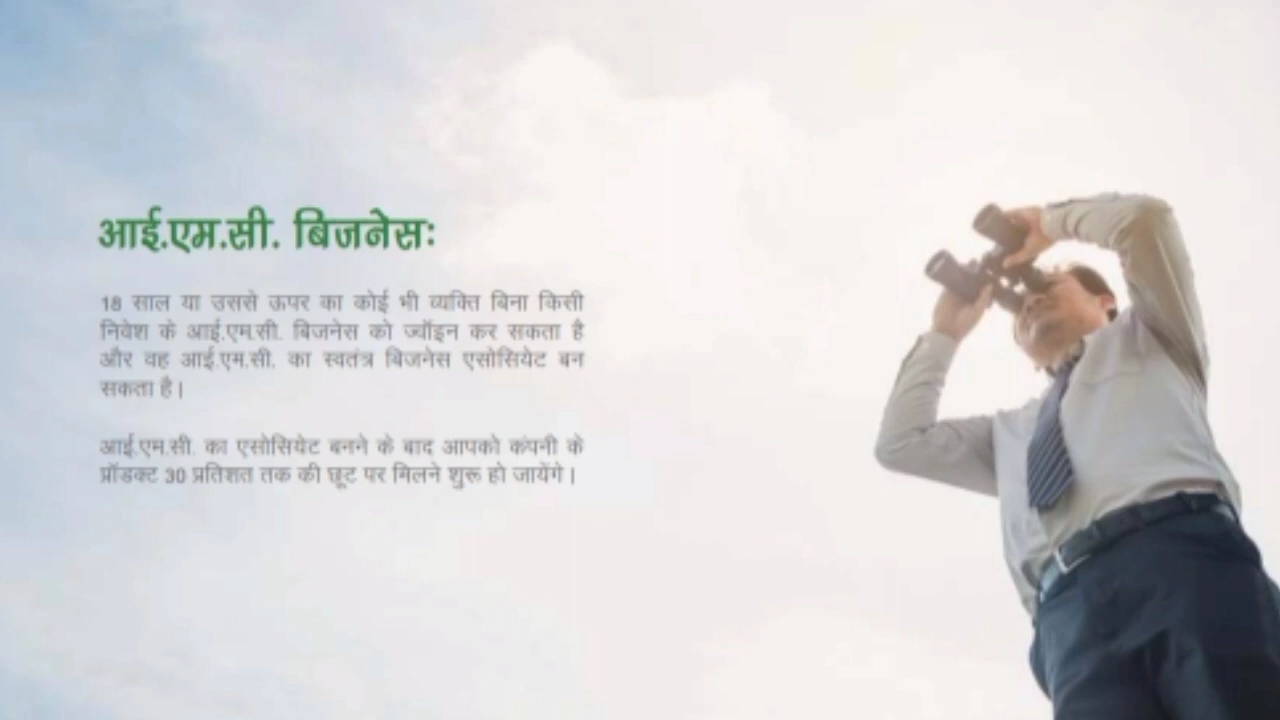 आई.एम.सी. बिजनेसः
18 साल या उससे ऊपर का कोई भी व्यक्ति बिना किसी
निवेश के आई.एम.सी. बिजनेस को ज्वॉइन कर सकता है
और वह आई.एम.सी. का स्वतंत्र बिजनेस एसोसियेट बन
सकता है।
आई.एम.सी. का एसोसियेट बनने के बाद आपको कंपनी के
प्रॉडक्ट 30 प्रतिशत तक की छूट पर मिलने शुरू हो जायेंगे।